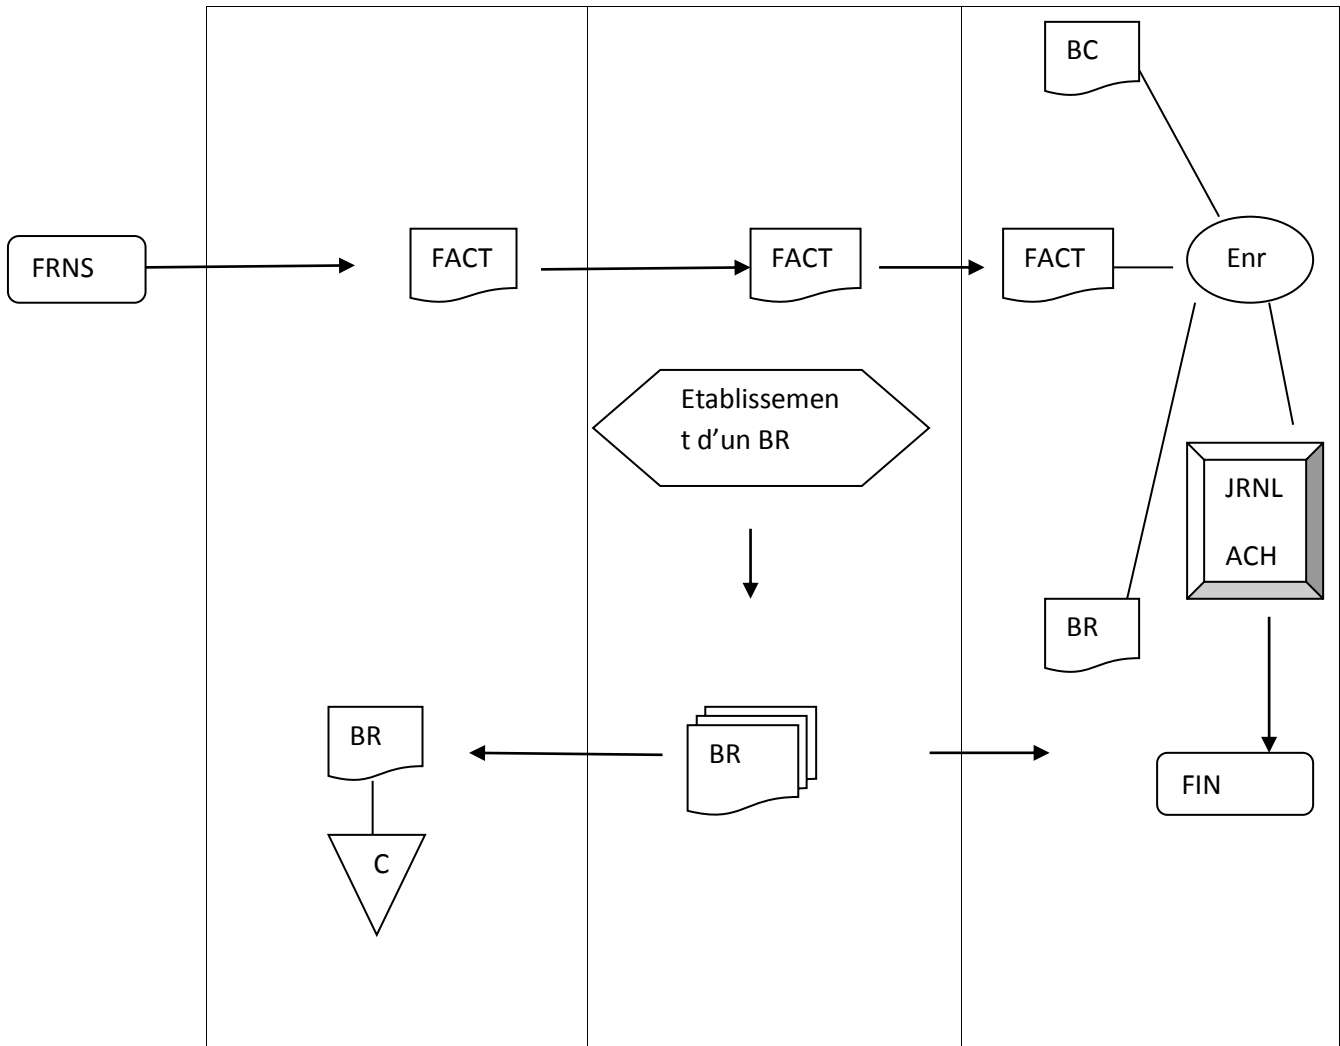 BC
FRNS
FACT
FACT
FACT
Enr
Etablissemen
t d’un BR
JRNL
ACH
BR
BR
BR
FIN
C